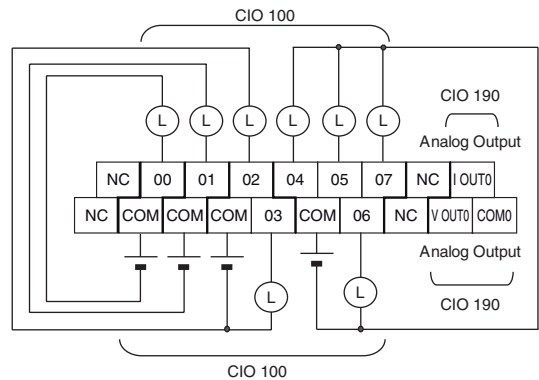 CIO 100
CIO 190
L L L L L L
Analog Output
NC 00 01 02 04 05 07 NC I OUT0
NC COM COM COM 03 COM 06 NC V OUT0 COM0
Analog Output
L
L
CIO 190
CIO 100